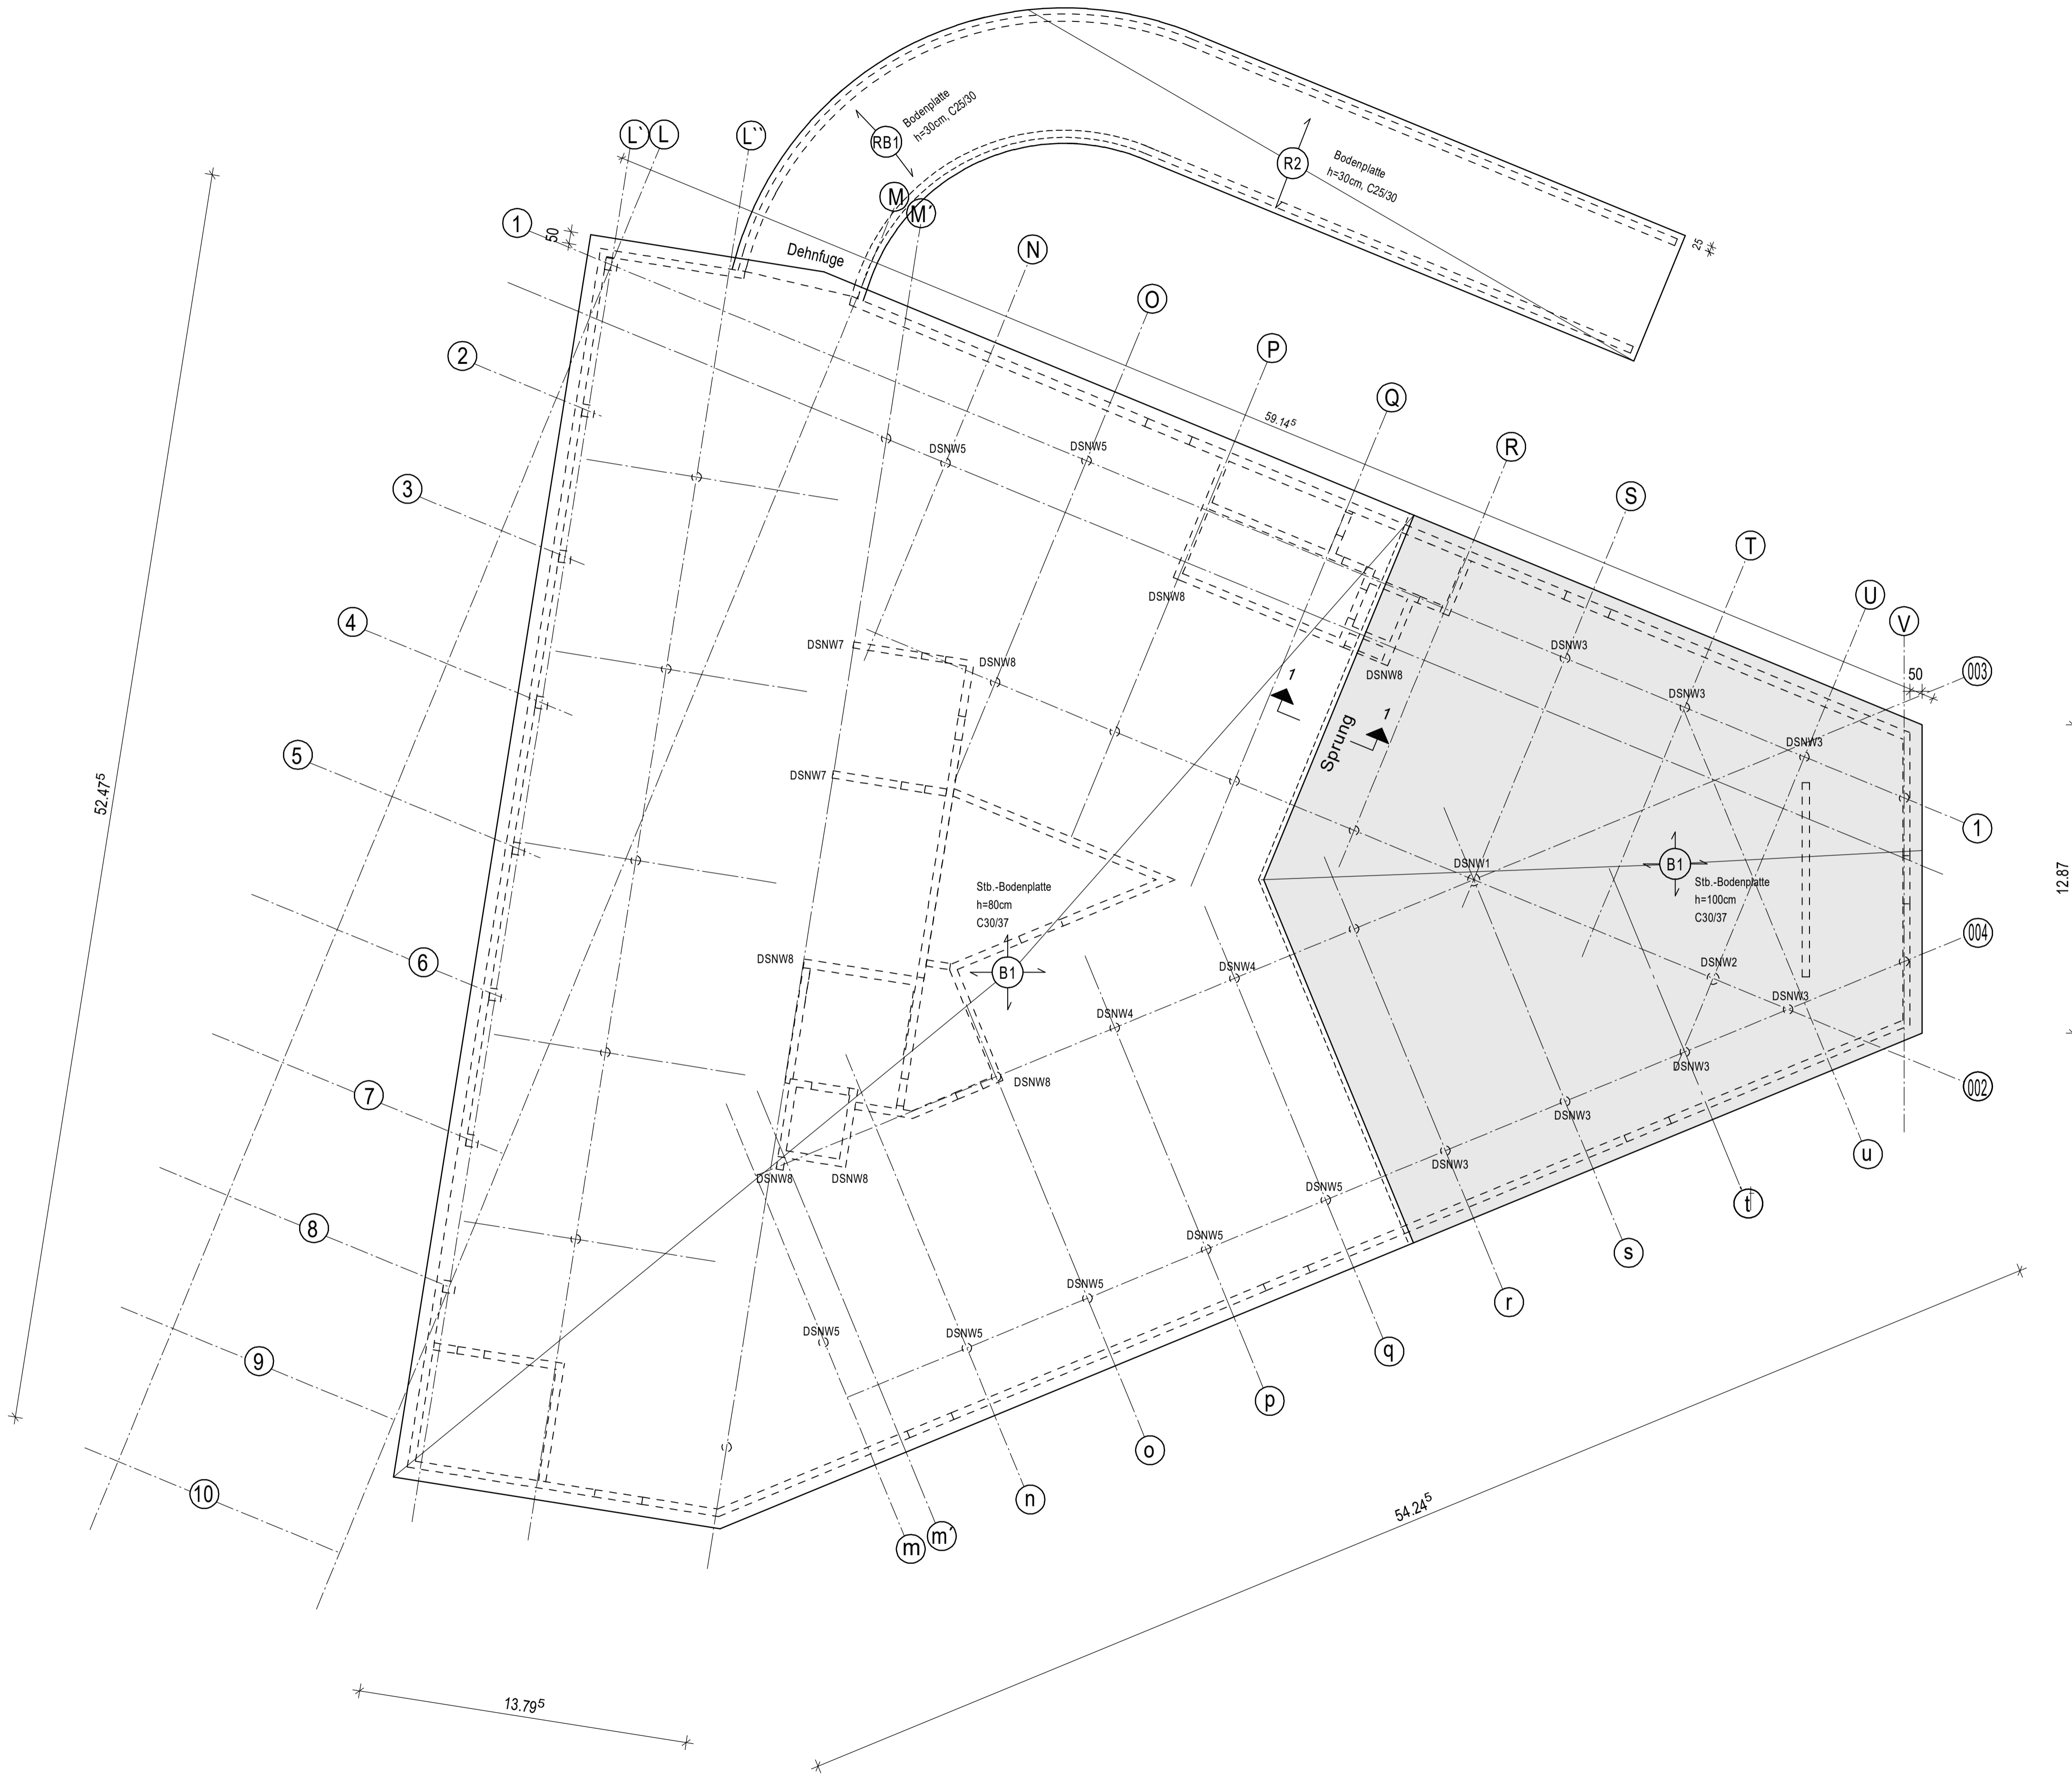 Bodenplatte
h=30cm, C25/30
RB1
L`
L
L``
R2
Bodenplatte
h=30cm, C25/30
M
M´
1
50
Dehnfuge
25
N
O
2
P
Q
59.14⁵
DSNW5
DSNW5
R
3
S
T
DSNW8
U
4
V
DSNW7
DSNW8
DSNW3
DSNW8
003
50
1
DSNW3
1
Sprung
DSNW3
5
DSNW7
52.47⁵
1
DSNW1
B1
Stb.-Bodenplatte
h=100cm
C30/37
12.87
Stb.-Bodenplatte
h=80cm
C30/37
004
6
DSNW8
B1
DSNW4
DSNW2
DSNW3
DSNW4
DSNW3
002
7
DSNW8
DSNW3
u
DSNW8
DSNW8
DSNW3
t
DSNW5
8
DSNW5
s
DSNW5
r
DSNW5
DSNW5
q
9
p
o
10
n
m´
m
54.24⁵
13.79⁵